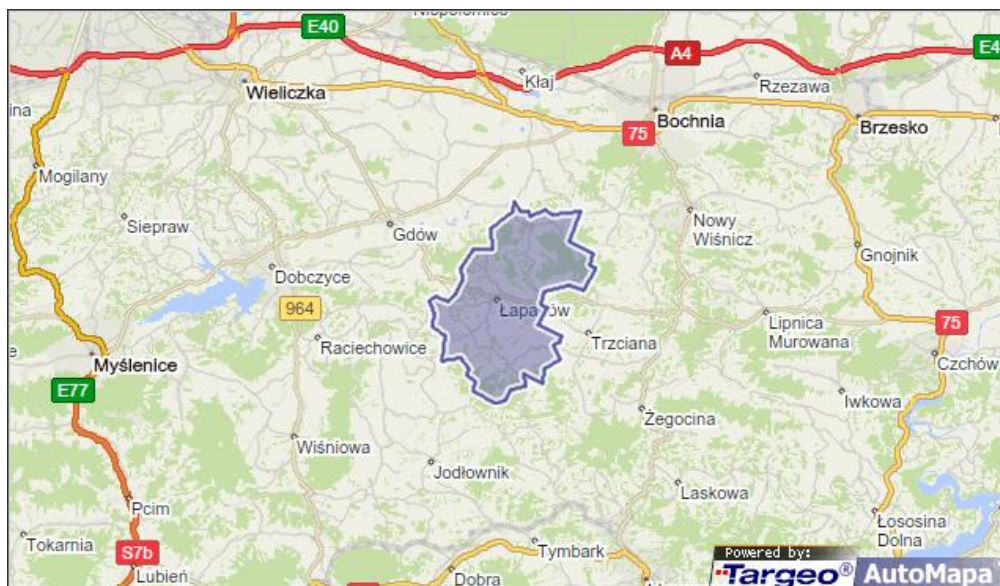 E40
A4
Kłaj
Rzezawa
Wieliczka
Bochnia
75
Brzesko
Mogilany
Siepraw
Gdów
Nowy
Wiśnicz
Gnojnik
Dobczyce
964
Łapanów
Raciechowice
Trzciana
Lipnica
Murowana
75
Czchów
Myślenice
E77
Iwkowa
Żegocina
Wiśniowa
Jodłownik
Laskowa
Pcim
Łososina
Dolna
Tokarnia
S7b
Tymbark
Lubień
Dobra
Powered by:
Targeo® AutoMapa